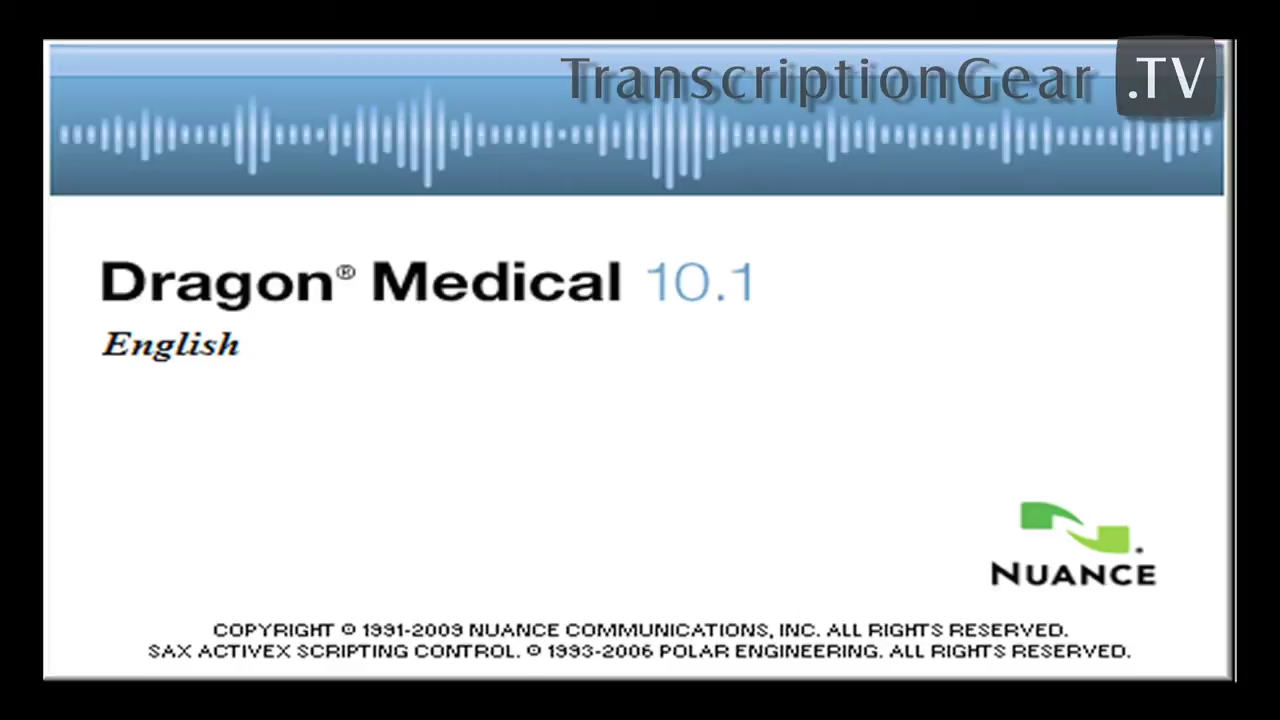 TranscriptionGear .TV
Dragon® Medical 10.1
English
NUANCE
COPYRIGHT © 1991-2009 NUANCE COMMUNICATIONS, INC. ALL RIGHTS RESERVED.
SAX ACTIVEX SCRIPTING CONTROL. © 1993-2006 POLAR ENGINEERING. ALL RIGHTS RESERVED.